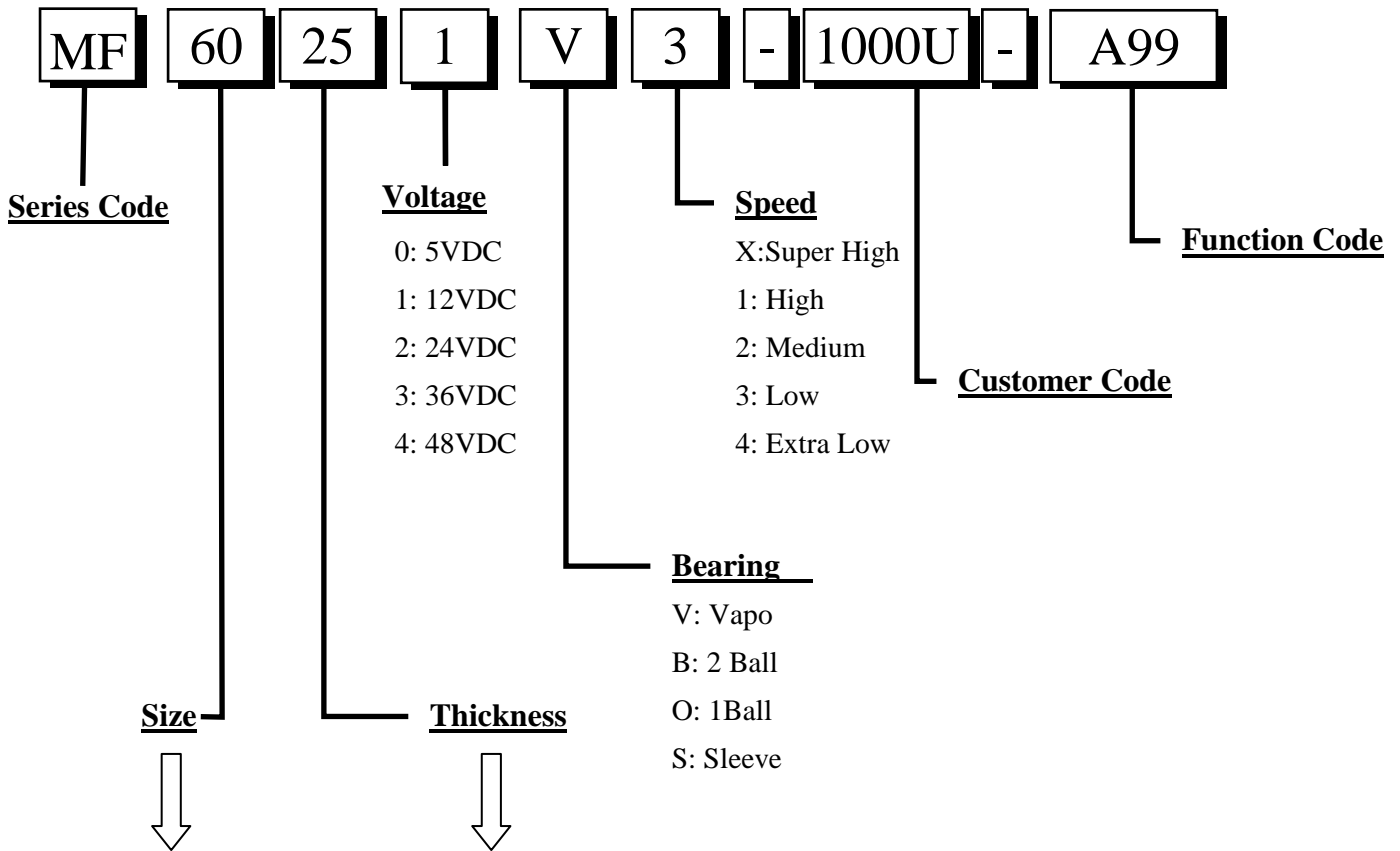 MF 60 25 1 V 3 - 1000U - A99
Series Code
Voltage
0: 5VDC
1: 12VDC
2: 24VDC
3: 36VDC
4: 48VDC
Speed
X:Super High
1: High
2: Medium
3: Low
4: Extra Low
Function Code
Customer Code
Bearing
V: Vapo
B: 2 Ball
O: 1Ball
S: Sleeve
Size
Thickness